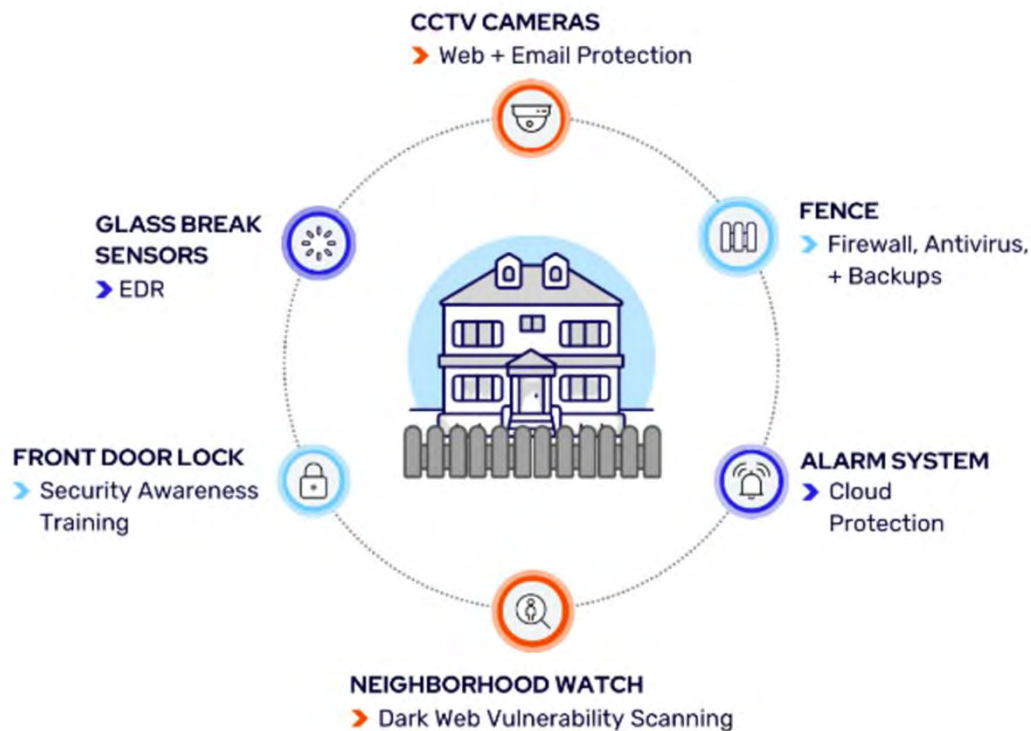 CCTV CAMERAS
Web + Email Protection
FENCE
Firewall, Antivirus,
+ Backups
ALARM SYSTEM
Cloud
Protection
NEIGHBORHOOD WATCH
Dark Web Vulnerability Scanning
FRONT DOOR LOCK
Security Awareness
Training
GLASS BREAK
SENSORS
EDR